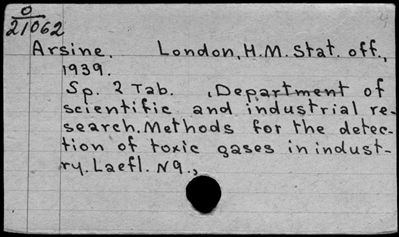 0
21062
4
Arsine. London, H.M. Stat. off.,
1939.
Sp. 2 Tab. ,Department of
scientific and industrial re-
search. Methods for the detec-
tion of toxic gases in indust-
ry. Laefl. N9.,